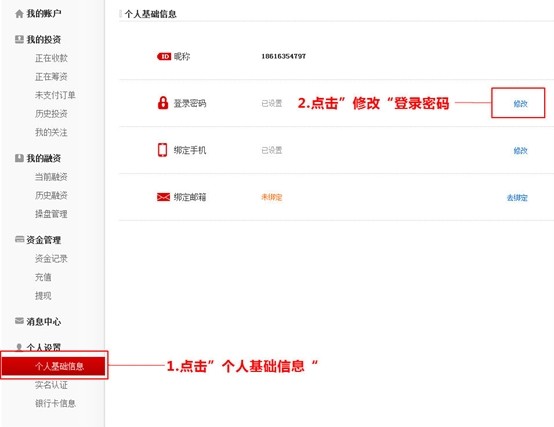 我的账户
我的投资
正在收款
正在筹资
未支付订单
历史投资
我的关注
我的融资
当前融资
历史融资
操盘管理
资金管理
资金记录
充值
提现
消息中心
个人设置
个人基础信息
实名认证
银行卡信息
个人基础信息
ID 昵称 18616354797
登录密码 已设置 2.点击”修改“登录密码 修改
绑定手机 已设置 修改
绑定邮箱 未绑定 去绑定
1.点击”个人基础信息“